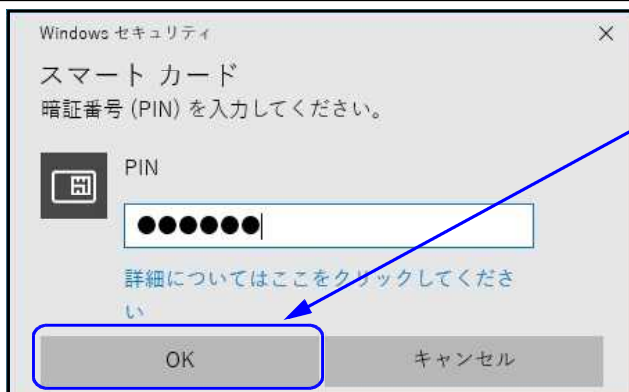 Windows セキュリティ
スマート カード
暗証番号 (PIN) を入力してください。
PIN
●●●●●●
詳細についてはここをクリックしてくださ
い
OK
キャンセル